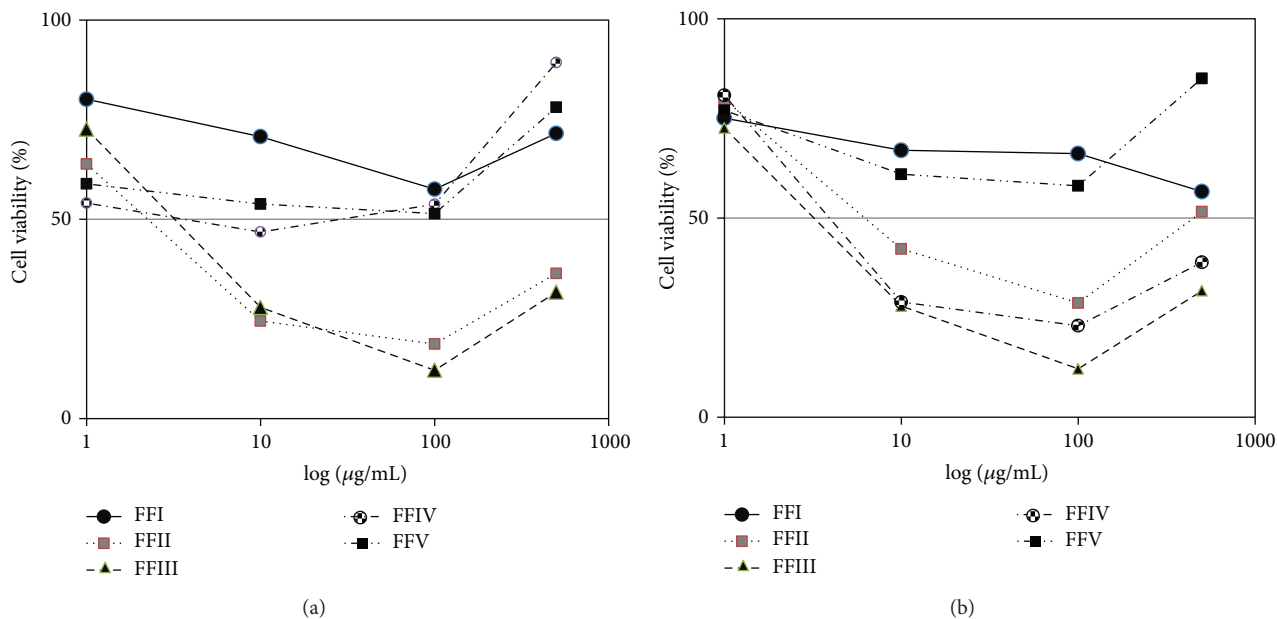 100
50
0
Cell viability (%)
1 10 100 1000
log (μg/mL)
FFI
FFII
FFIII
FFIV
FFV
(a)
100
50
0
Cell viability (%)
1 10 100 1000
log (μg/mL)
FFI
FFII
FFIII
FFIV
FFV
(b)